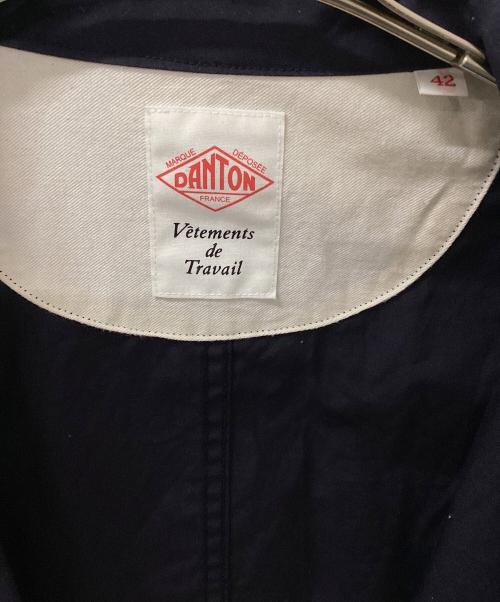 42
MARQUE DÉPOSÉE
DANTON
FRANCE
Vêtements
de
Travail